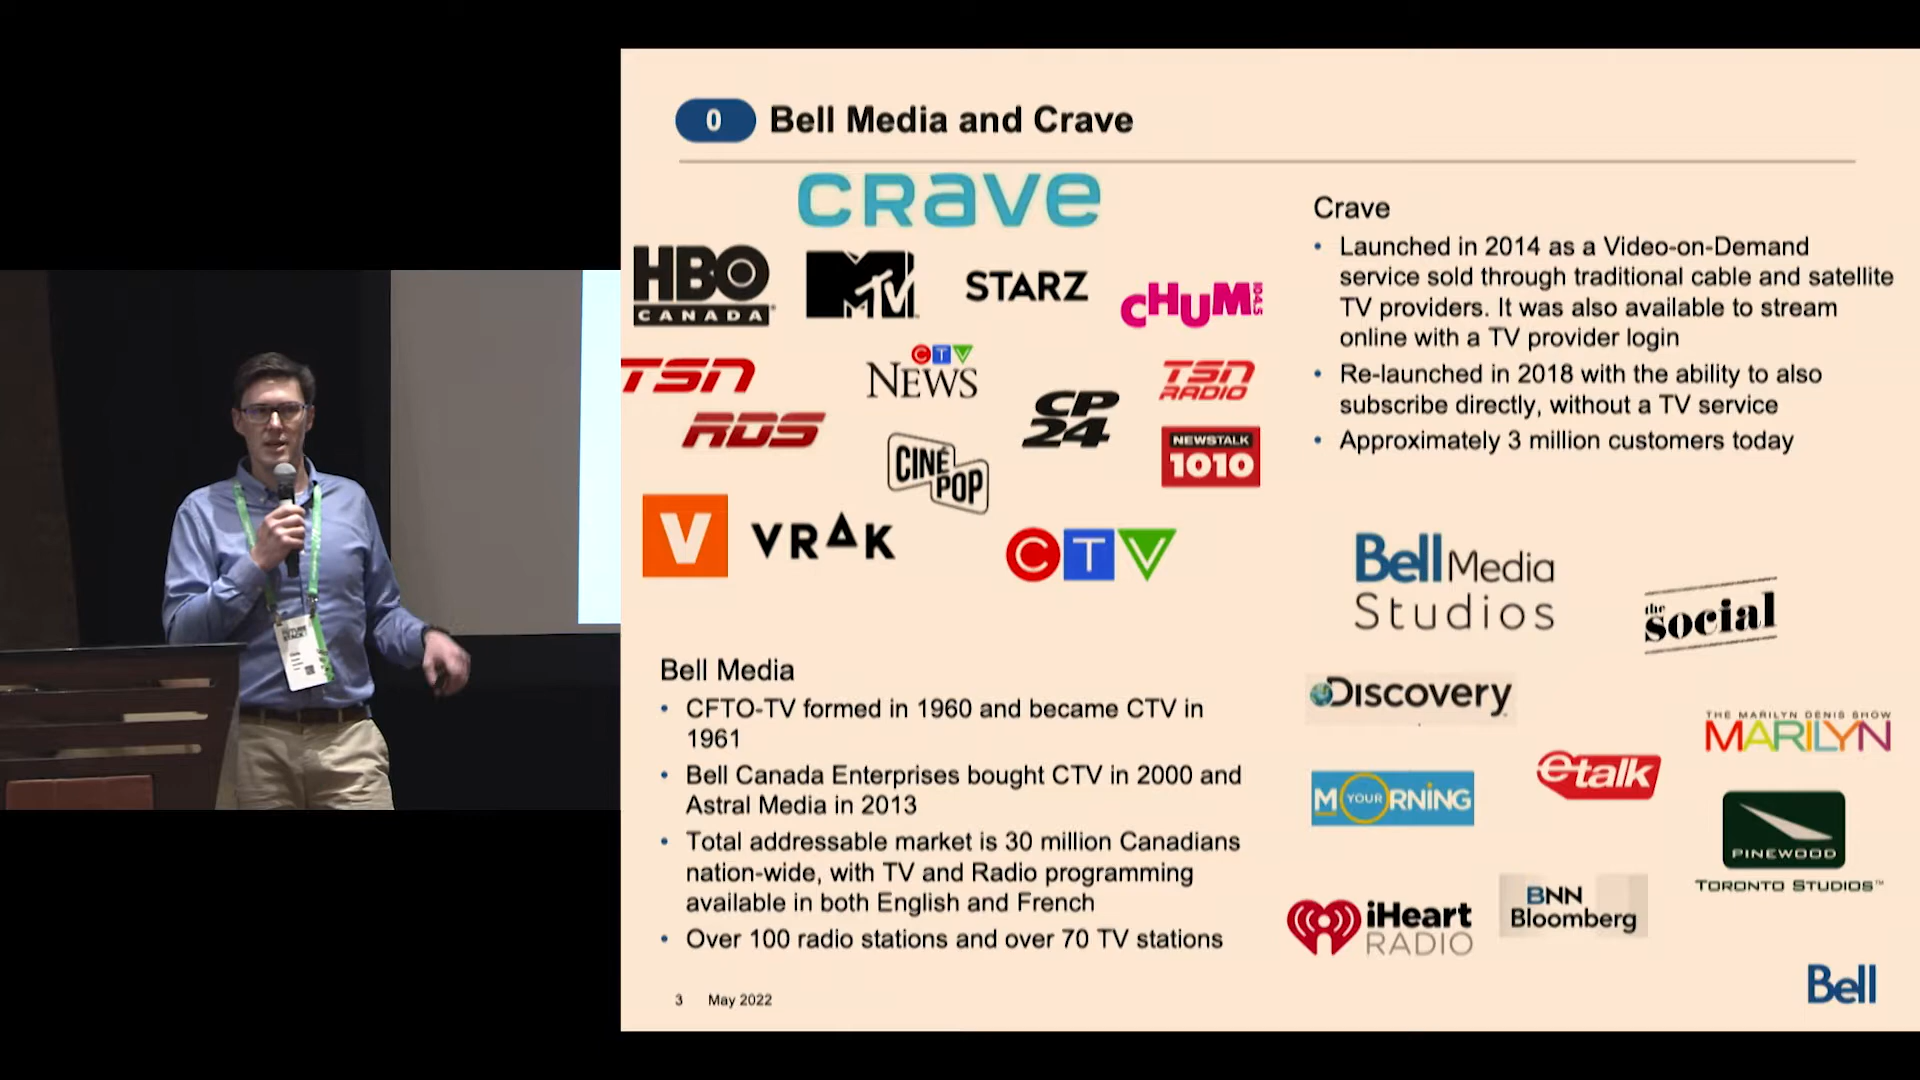 0 Bell Media and Crave
CRAVE
HBO
CANADA
MTV
STARZ
CHUM 104.5
TSN
CTV
NEWS
TSN
RADIO
RDS
CP
24
CINÉ
POP
NEWSTALK
1010
V
VRAK
CTV
Crave
• Launched in 2014 as a Video-on-Demand
service sold through traditional cable and satellite
TV providers. It was also available to stream
online with a TV provider login
• Re-launched in 2018 with the ability to also
subscribe directly, without a TV service
• Approximately 3 million customers today
Bell Media
Studios
the
social
Discovery
THE MARILYN DENIS SHOW
MARILYN
etalk
M YOUR RNING
PINEWOOD
TORONTO STUDIOS™
iHeart
RADIO
BNN
Bloomberg
Bell Media
• CFTO-TV formed in 1960 and became CTV in
1961
• Bell Canada Enterprises bought CTV in 2000 and
Astral Media in 2013
• Total addressable market is 30 million Canadians
nation-wide, with TV and Radio programming
available in both English and French
• Over 100 radio stations and over 70 TV stations
3 May 2022
Bell
FUTURE
STACK